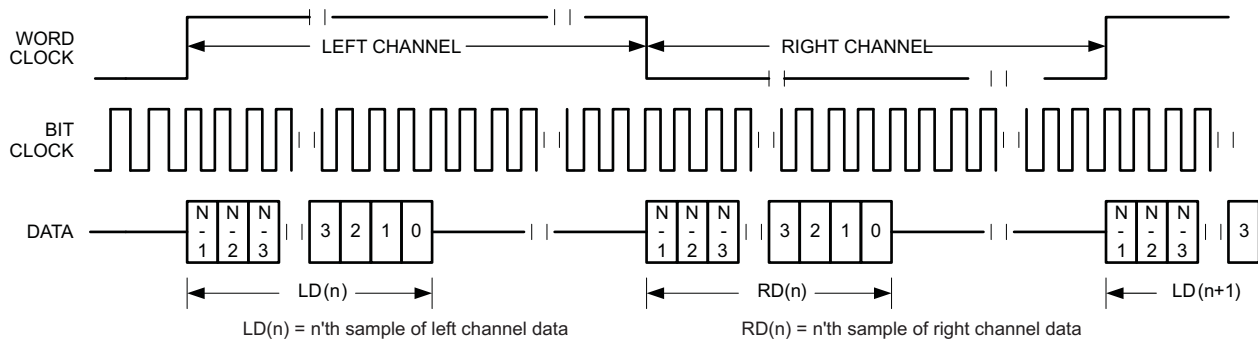 WORD
CLOCK
LEFT CHANNEL
RIGHT CHANNEL
BIT
CLOCK
DATA
N
-
1
N
-
2
N
-
3
3
2
1
0
N
-
1
N
-
2
N
-
3
3
2
1
0
N
-
1
N
-
2
N
-
3
3
LD(n)
RD(n)
LD(n+1)
LD(n) = n'th sample of left channel data
RD(n) = n'th sample of right channel data